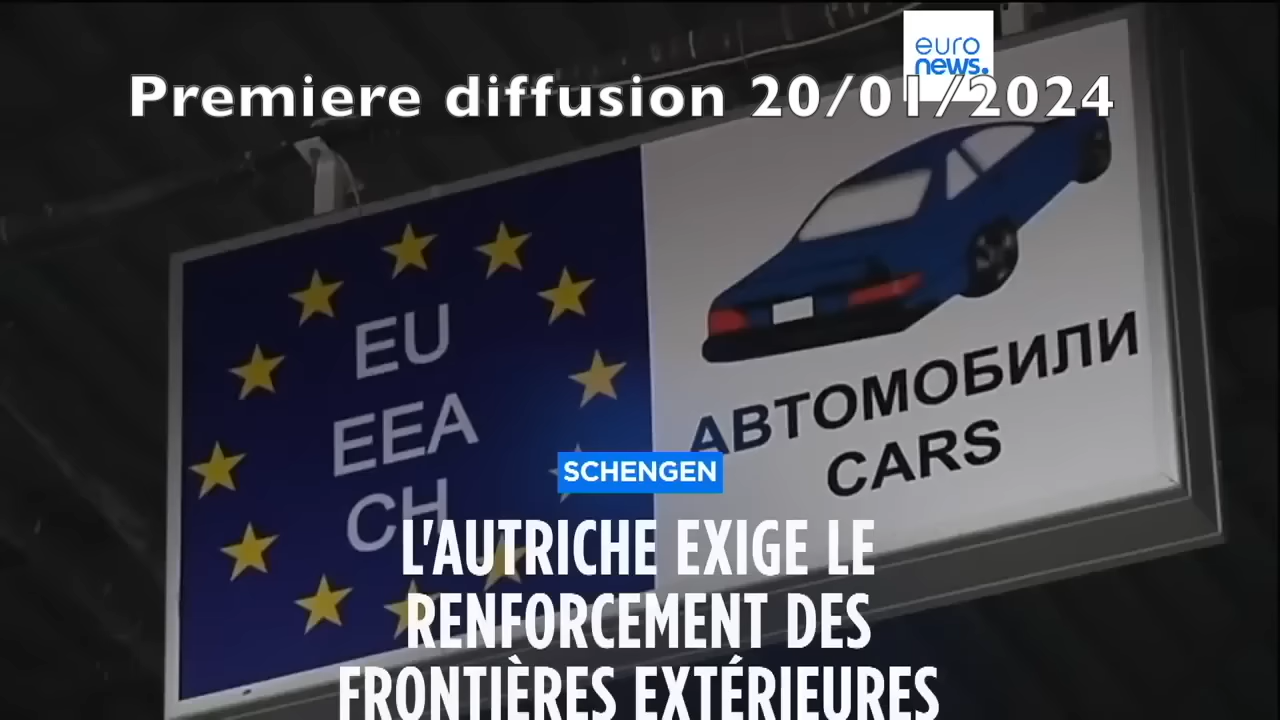 euro
news.
Premiere diffusion 20/01/2024
EU
EEA
CH
АВТОМОБИЛИ
CARS
SCHENGEN
L'AUTRICHE EXIGE LE
RENFORCEMENT DES
FRONTIÈRES EXTÉRIEURES